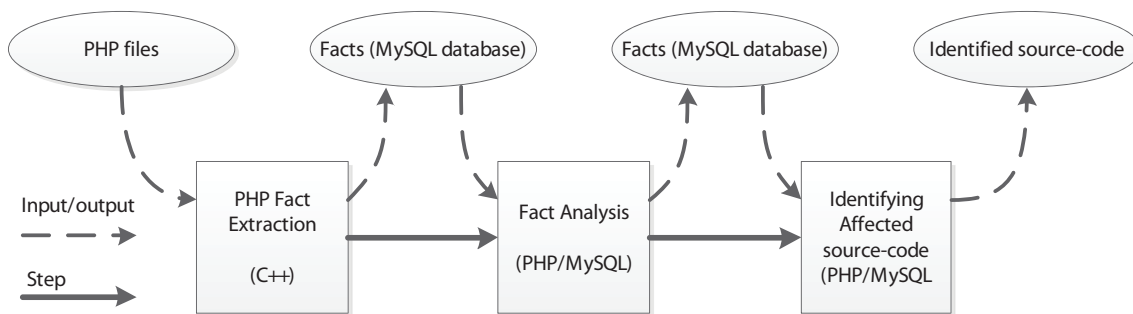 PHP files
Facts (MySQL database)
Facts (MySQL database)
Identified source-code
Input/output
Step
PHP Fact
Extraction
(C++)
Fact Analysis
(PHP/MySQL)
Identifying
Affected
source-code
(PHP/MySQL